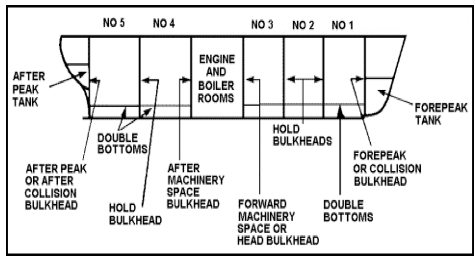 NO 5
NO 4
NO 3
NO 2
NO 1
ENGINE
AND
BOILER
ROOMS
AFTER
PEAK
TANK
FOREPEAK
TANK
DOUBLE
BOTTOMS
HOLD
BULKHEADS
AFTER PEAK
OR AFTER
COLLISION
BULKHEAD
HOLD
BULKHEAD
AFTER
MACHINERY
SPACE
BULKHEAD
FORWARD
MACHINERY
SPACE OR
HEAD BULKHEAD
DOUBLE
BOTTOMS
FOREPEAK
OR COLLISION
BULKHEAD